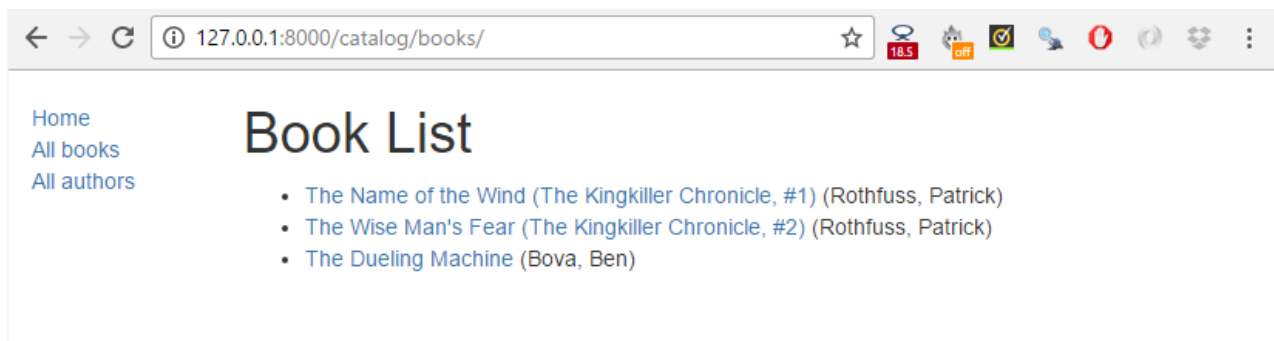 127.0.0.1:8000/catalog/books/
18.5
off
Home
All books
All authors
Book List
The Name of the Wind (The Kingkiller Chronicle, #1) (Rothfuss, Patrick)
The Wise Man's Fear (The Kingkiller Chronicle, #2) (Rothfuss, Patrick)
The Dueling Machine (Bova, Ben)